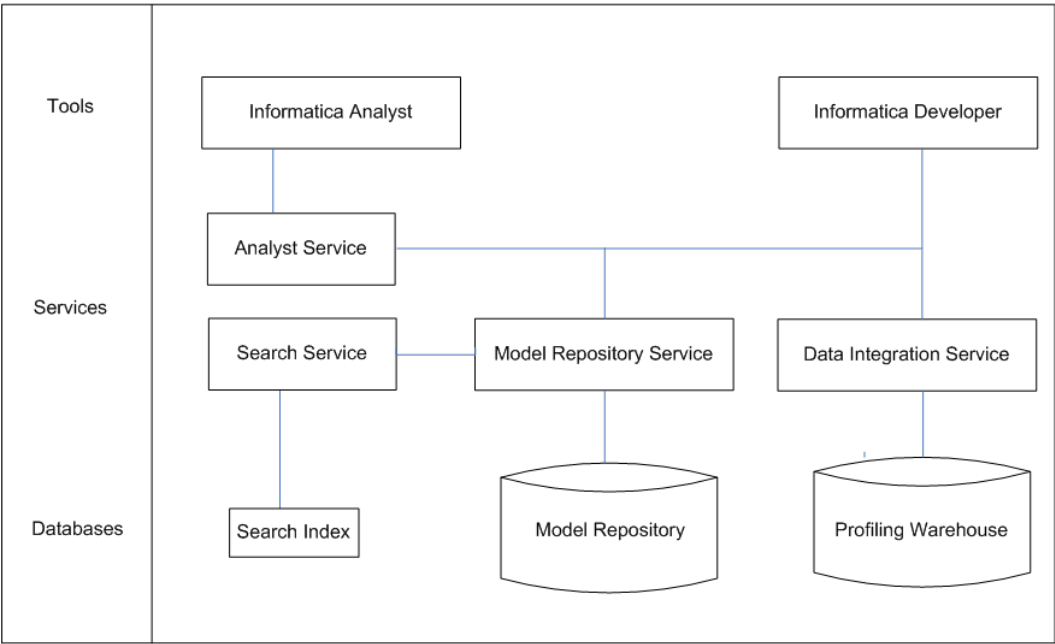 Tools
Informatica Analyst
Informatica Developer
Analyst Service
Services
Search Service
Model Repository Service
Data Integration Service
Databases
Search Index
Model Repository
Profiling Warehouse